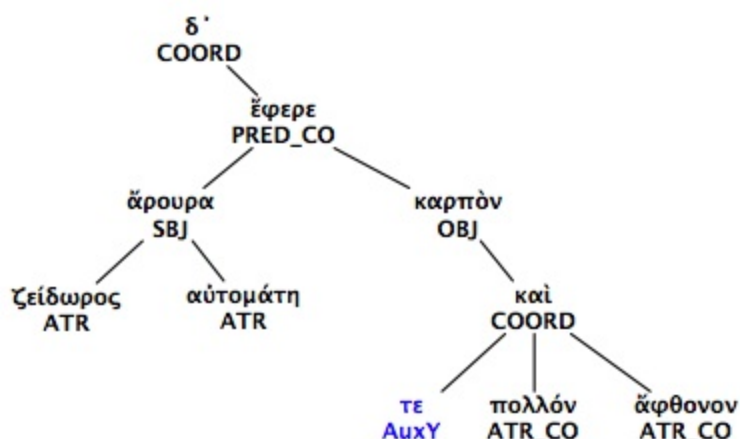 δ᾽
COORD
ἔφερε
PRED_CO
ἄρουρα
SBJ
καρπὸν
OBJ
ζείδωρος
ATR
αὐτομάτη
ATR
καὶ
COORD
τε
AuxY
πολλόν
ATR_CO
ἄφθονον
ATR_CO